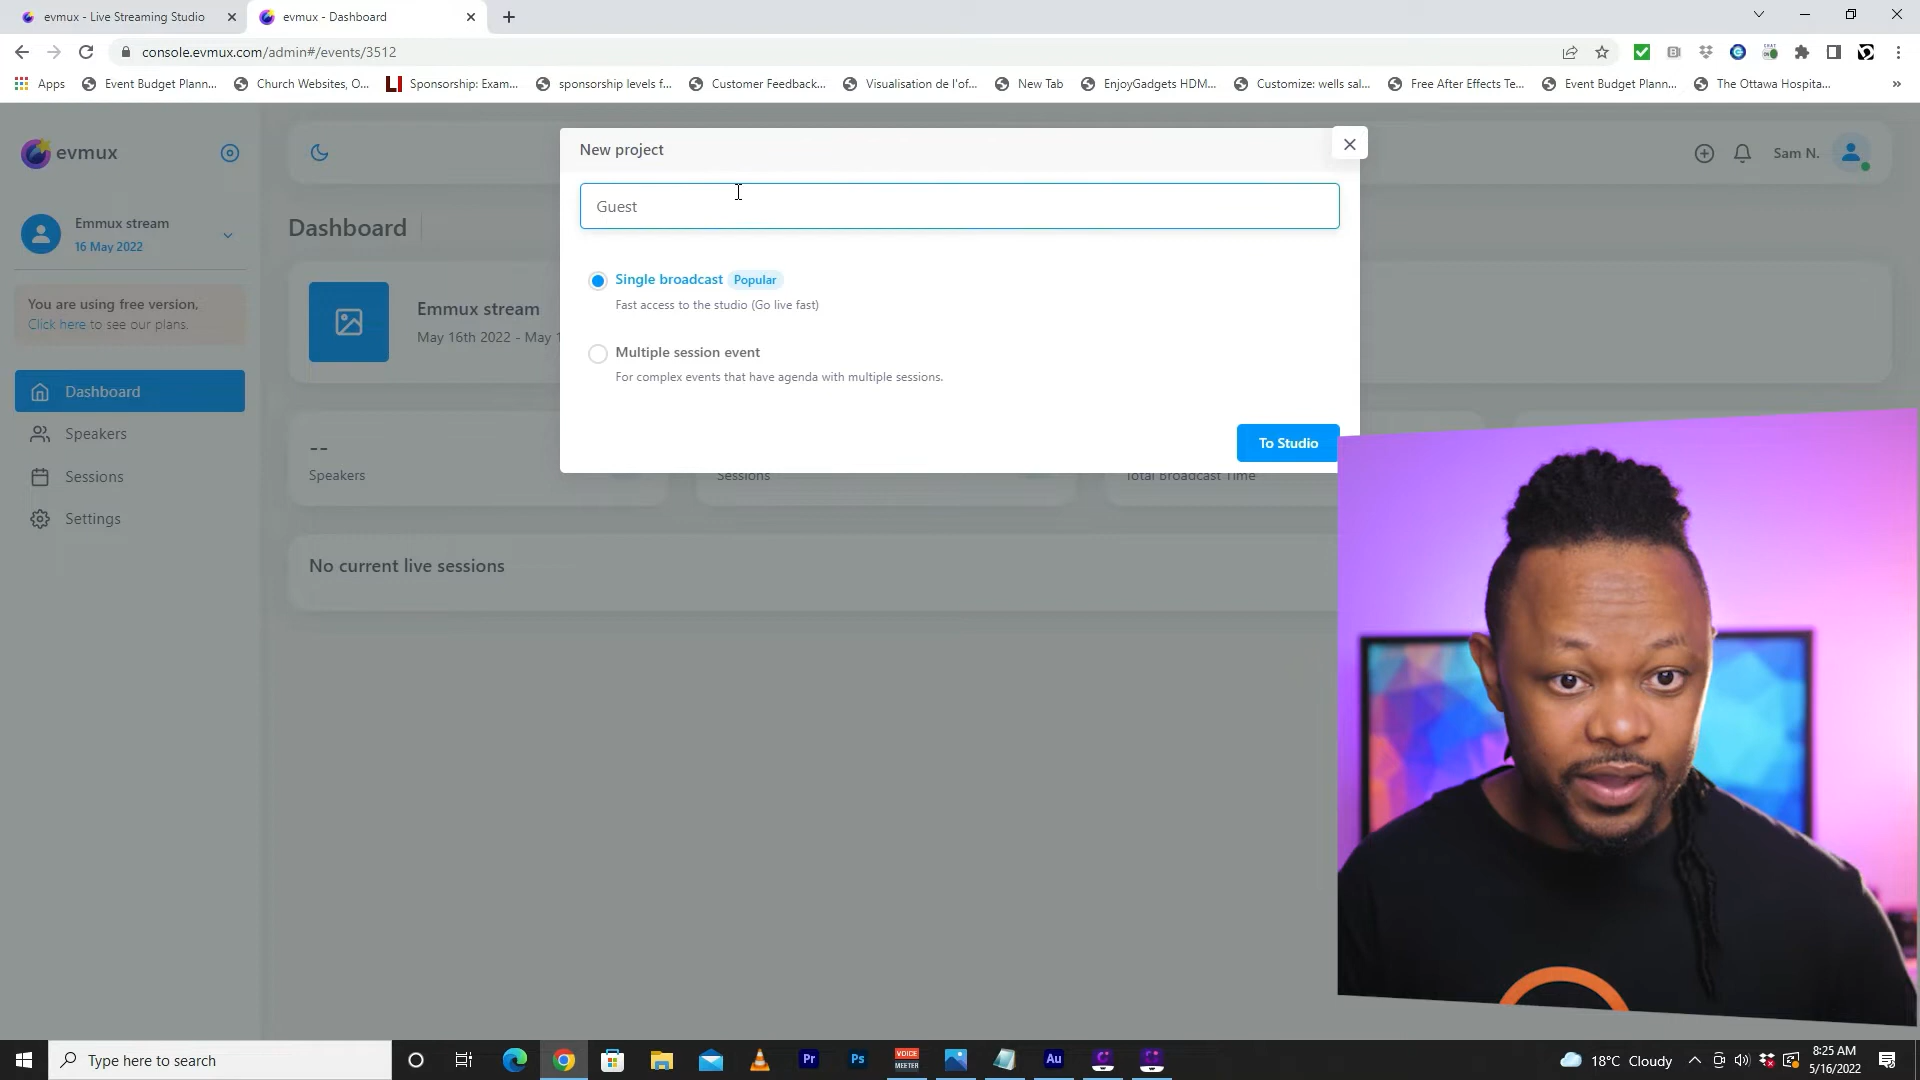 evmux - Live Streaming Studio
evmux - Dashboard
console.evmux.com/admin#/events/3512
Apps
Event Budget Plann...
Church Websites, O...
Sponsorship: Exam...
sponsorship levels f...
Customer Feedback...
Visualisation de l'of...
New Tab
EnjoyGadgets HDM...
Customize: wells sal...
Free After Effects Te...
Event Budget Plann...
The Ottawa Hospita...
»
evmux
New project
Sam N.
Guest
Emmux stream
16 May 2022
Dashboard
Single broadcast
Popular
Fast access to the studio (Go live fast)
You are using free version,
Click here to see our plans.
Emmux stream
May 16th 2022 - May 1
Multiple session event
For complex events that have agenda with multiple sessions.
Dashboard
Speakers
Sessions
Settings
To Studio
--
Speakers
Sessions
Total Broadcast Time
No current live sessions
Type here to search
Pr
Ps
VOICE
MEETER
Au
18°C Cloudy
8:25 AM
5/16/2022